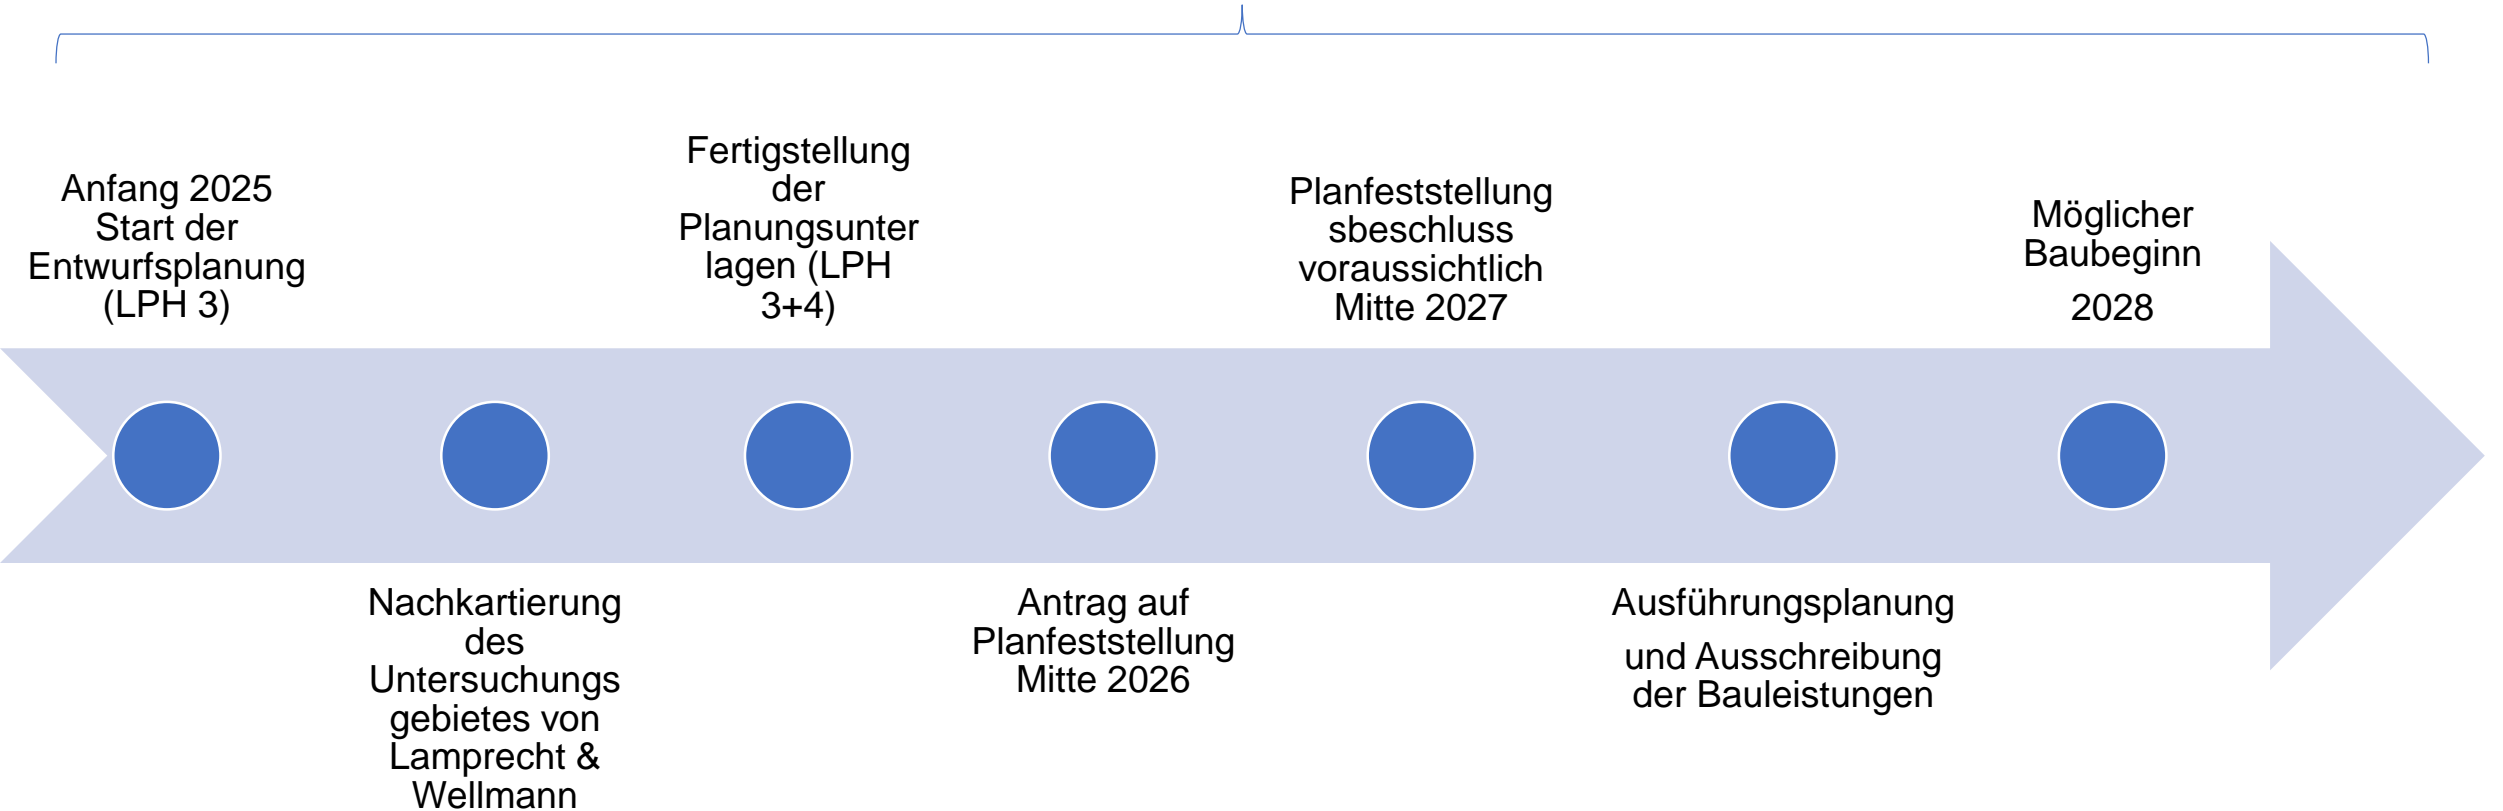 Anfang 2025
Start der
Entwurfsplanung
(LPH 3)
Nachkartierung
des
Untersuchungs
gebietes von
Lamprecht &
Wellmann
Fertigstellung
der
Planungsunter
lagen (LPH
3+4)
Antrag auf
Planfeststellung
Mitte 2026
Planfeststellung
sbeschluss
voraussichtlich
Mitte 2027
Ausführungsplanung
und Ausschreibung
der Bauleistungen
Möglicher
Baubeginn
2028